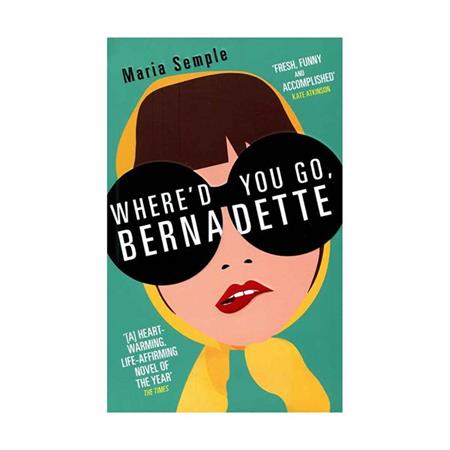 Maria Semple
'FRESH, FUNNY
AND
ACCOMPLISHED'
KATE ATKINSON
WHERE'D YOU GO,
BERNADETTE
'[A] HEART-
WARMING,
LIFE-AFFIRMING
NOVEL OF
THE YEAR'
THE TIMES